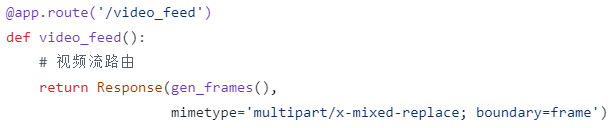 @app.route('/video_feed')
def video_feed():
    # 视频流路由
    return Response(gen_frames(),
                    mimetype='multipart/x-mixed-replace; boundary=frame')